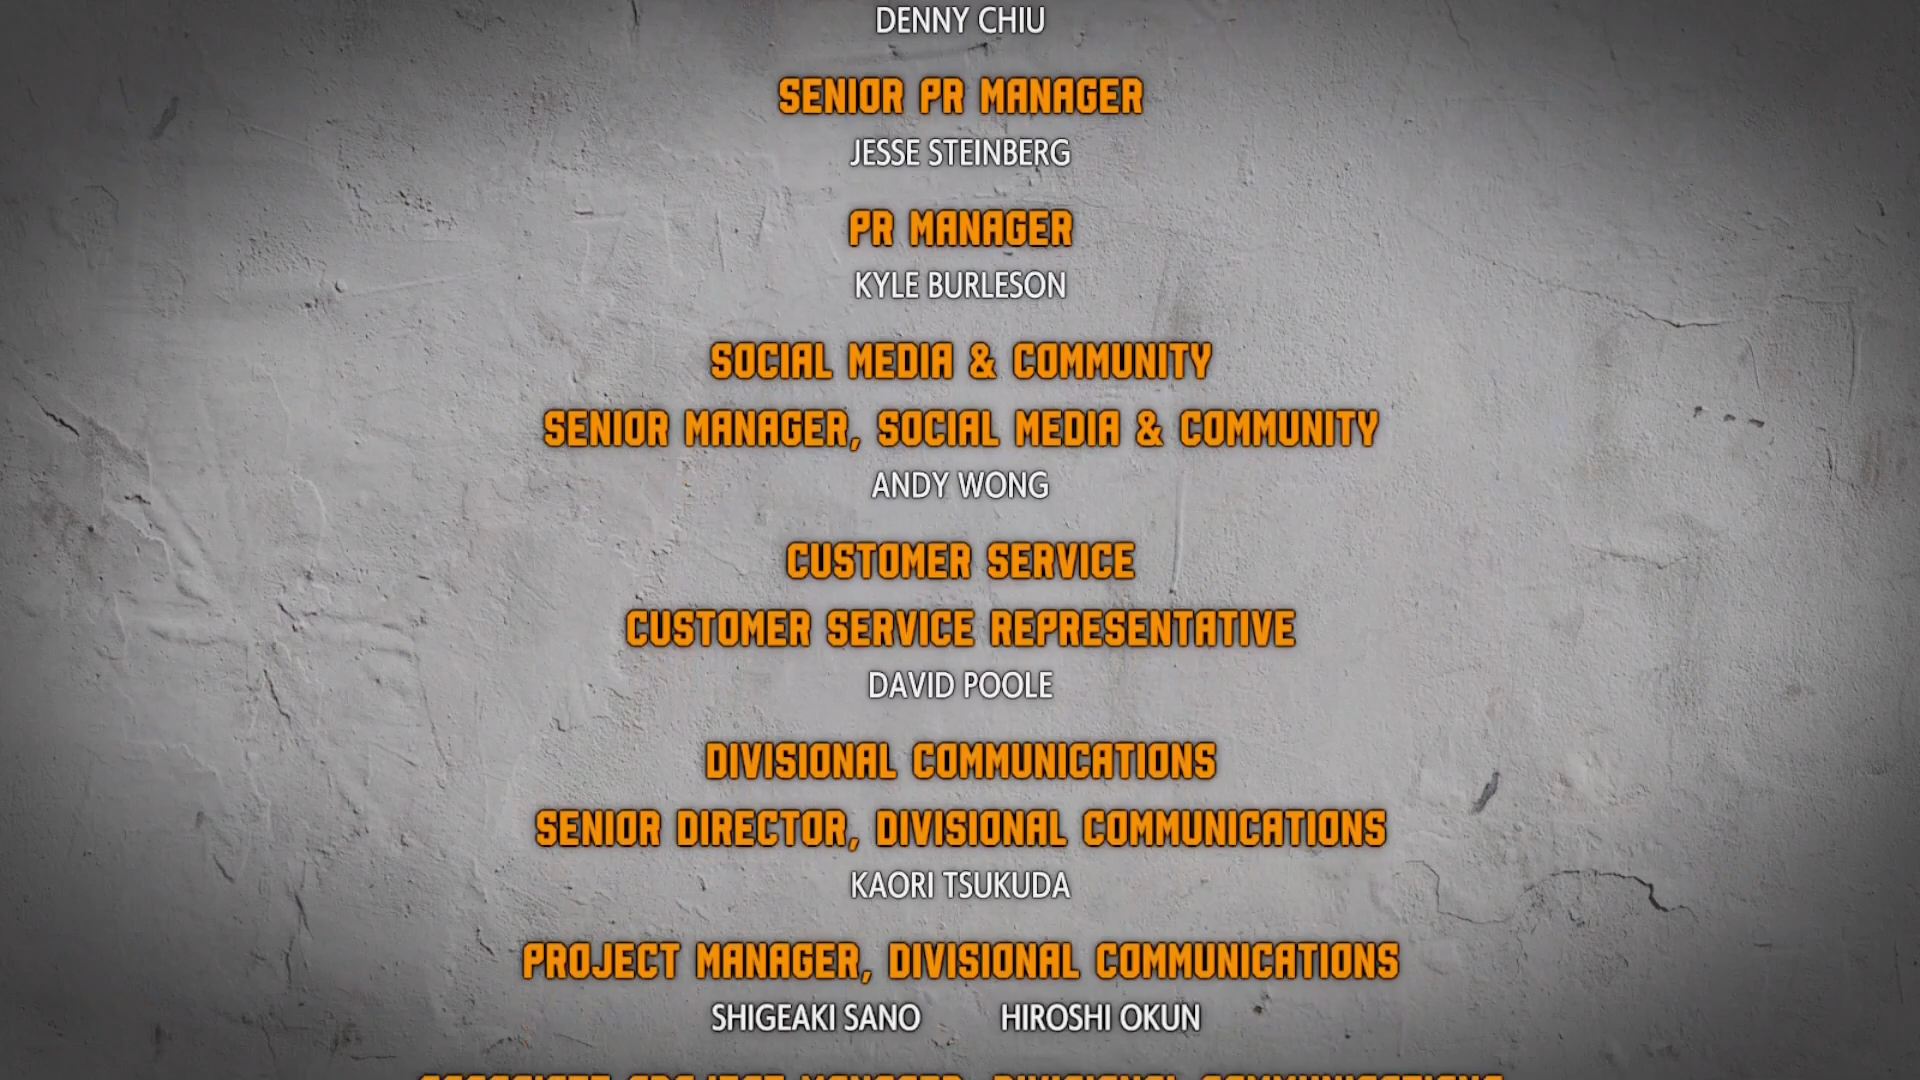 DENNY CHIU
SENIOR PR MANAGER
JESSE STEINBERG
PR MANAGER
KYLE BURLESON
SOCIAL MEDIA & COMMUNITY
SENIOR MANAGER, SOCIAL MEDIA & COMMUNITY
ANDY WONG
CUSTOMER SERVICE
CUSTOMER SERVICE REPRESENTATIVE
DAVID POOLE
DIVISIONAL COMMUNICATIONS
SENIOR DIRECTOR, DIVISIONAL COMMUNICATIONS
KAORI TSUKUDA
PROJECT MANAGER, DIVISIONAL COMMUNICATIONS
SHIGEAKI SANO HIROSHI OKUN